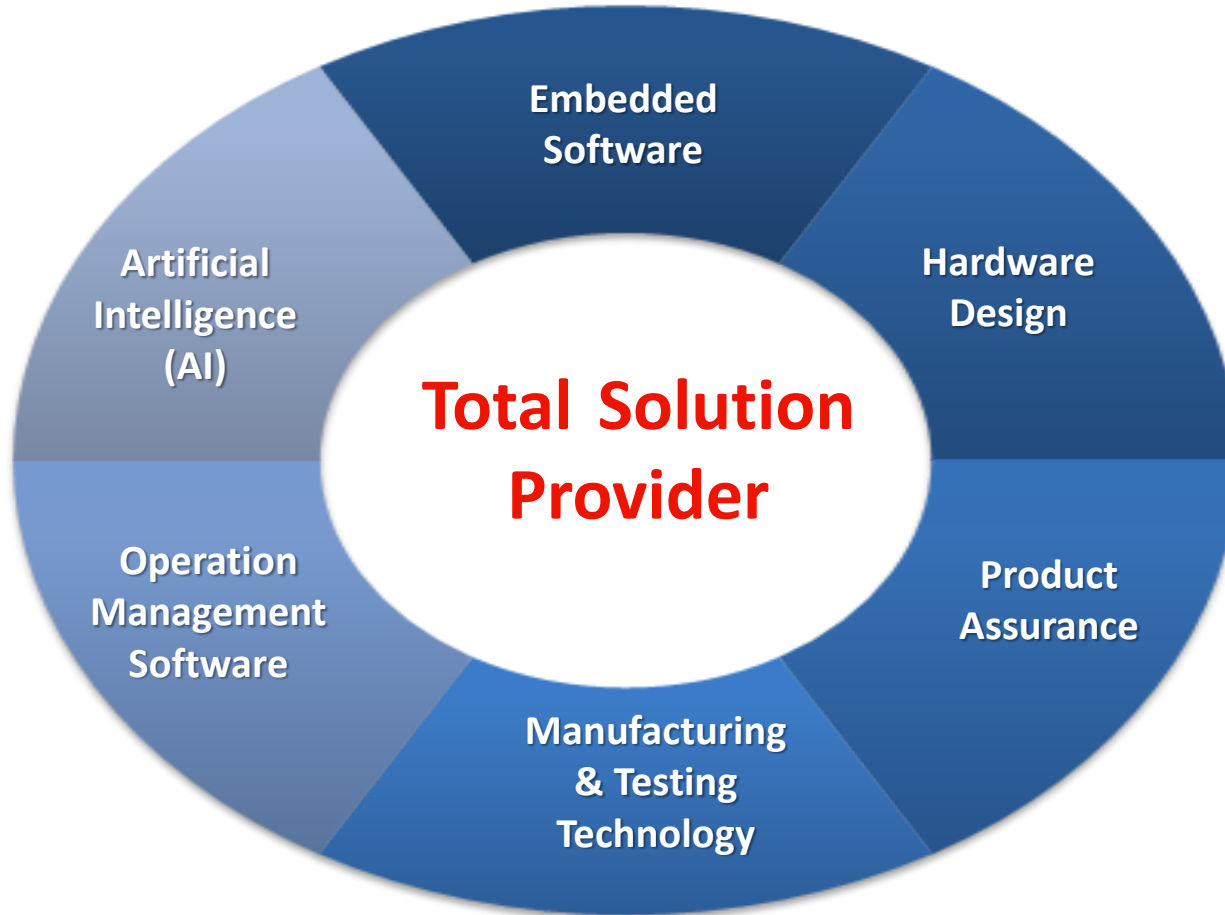 Embedded
Software
Hardware
Design
Product
Assurance
Manufacturing
& Testing
Technology
Operation
Management
Software
Artificial
Intelligence
(AI)
Total Solution
Provider